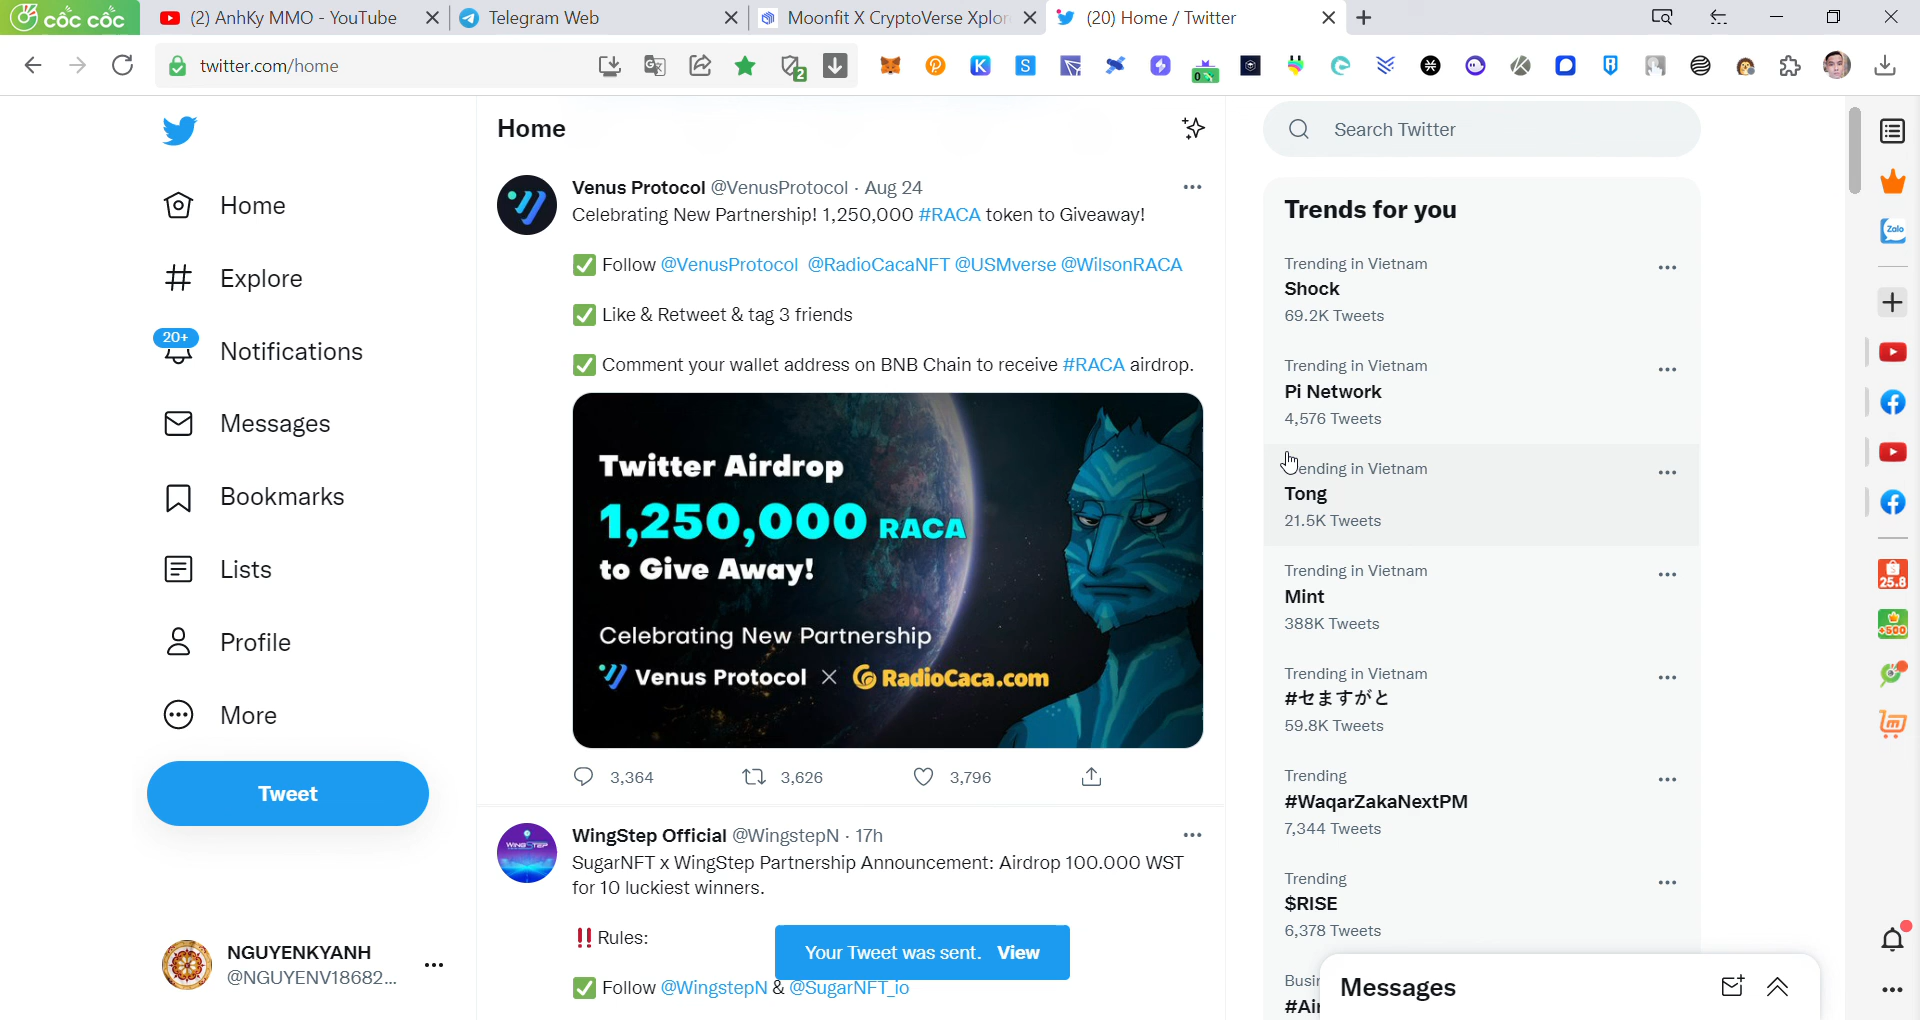 cốc cốc
(2) AnhKy MMO - YouTube
Telegram Web
Moonfit X CryptoVerse Xplor
(20) Home / Twitter
twitter.com/home
2
0
Home
Explore
20+
Notifications
Messages
Bookmarks
Lists
Profile
More
Tweet
NGUYENKYANH
@NGUYENV18682...
Home
Venus Protocol @VenusProtocol · Aug 24
Celebrating New Partnership! 1,250,000 #RACA token to Giveaway!
✅ Follow @VenusProtocol @RadioCacaNFT @USMverse @WilsonRACA
✅ Like & Retweet & tag 3 friends
✅ Comment your wallet address on BNB Chain to receive #RACA airdrop.
Twitter Airdrop
1,250,000 RACA
to Give Away!
Celebrating New Partnership
Venus Protocol × RadioCaca.com
3,364 3,626 3,796
WINGSTEP
WingStep Official @WingstepN · 17h
SugarNFT x WingStep Partnership Announcement: Airdrop 100.000 WST
for 10 luckiest winners.
‼️ Rules:
✅ Follow @WingstepN & @SugarNFT_io
Your Tweet was sent. View
Search Twitter
Trends for you
Trending in Vietnam
Shock
69.2K Tweets
Trending in Vietnam
Pi Network
4,576 Tweets
ending in Vietnam
Tong
21.5K Tweets
Trending in Vietnam
Mint
388K Tweets
Trending in Vietnam
#セますがと
59.8K Tweets
Trending
#WaqarZakaNextPM
7,344 Tweets
Trending
$RISE
6,378 Tweets
Messages
Zalo
25.8
+500